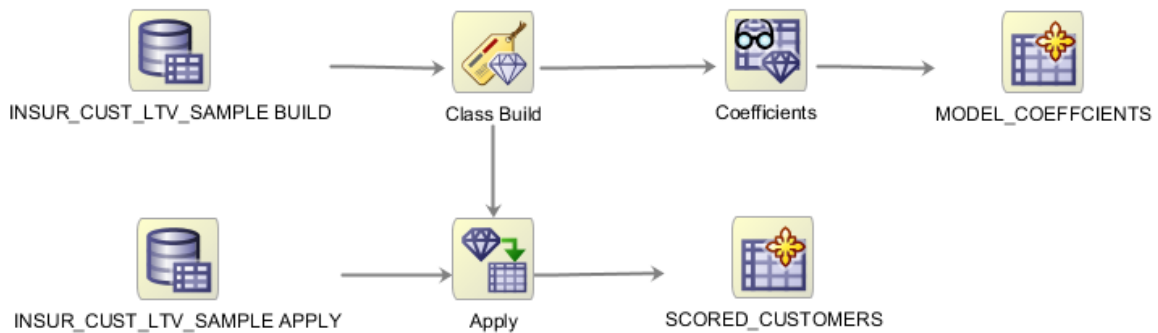 INSUR_CUST_LTV_SAMPLE BUILD
Class Build
Coefficients
MODEL_COEFFCIENTS
INSUR_CUST_LTV_SAMPLE APPLY
Apply
SCORED_CUSTOMERS